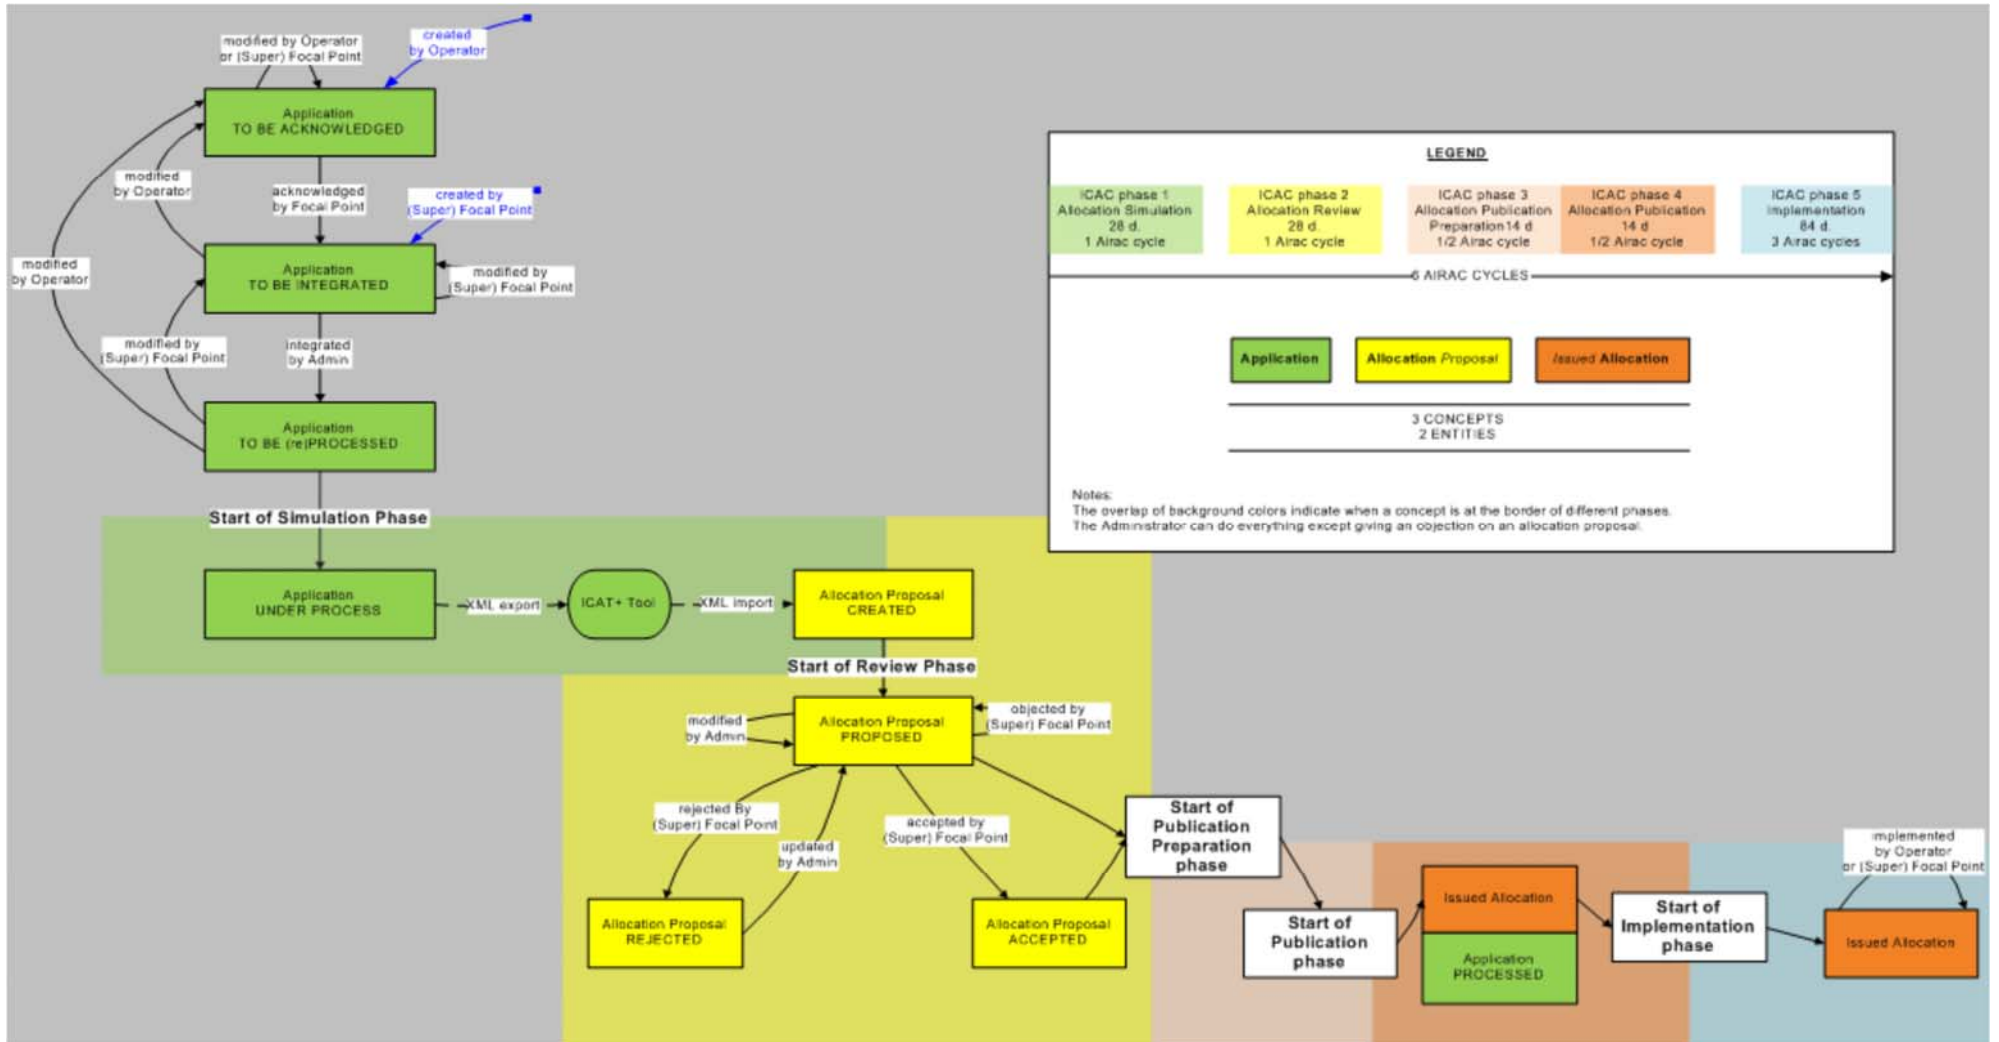 modified by Operator
or (Super) Focal Point
created
by Operator
Application
TO BE ACKNOWLEDGED
modified
by Operator
acknowledged
by Focal Point
created by
(Super) Focal Point
modified
by Operator
Application
TO BE INTEGRATED
modified by
(Super) Focal Point
modified by
(Super) Focal Point
integrated
by Admin
Application
TO BE (re)PROCESSED
Start of Simulation Phase
Application
UNDER PROCESS
XML export
ICAT+ Tool
XML import
Allocation Proposal
CREATED
Start of Review Phase
modified
by Admin
Allocation Proposal
PROPOSED
objected by
(Super) Focal Point
rejected By
(Super) Focal Point
updated
by Admin
accepted by
(Super) Focal Point
Allocation Proposal
REJECTED
Allocation Proposal
ACCEPTED
Start of
Publication
Preparation
phase
Start of
Publication
phase
Issued Allocation
Application
PROCESSED
Start of
Implementation
phase
implemented
by Operator
or (Super) Focal Point
Issued Allocation
LEGEND
ICAC phase 1
Allocation Simulation
28 d.
1 Airac cycle
ICAC phase 2
Allocation Review
28 d.
1 Airac cycle
ICAC phase 3
Allocation Publication
Preparation14 d
1/2 Airac cycle
ICAC phase 4
Allocation Publication
14 d
1/2 Airac cycle
ICAC phase 5
Implementation
84 d.
3 Airac cycles
6 AIRAC CYCLES
Application
Allocation Proposal
Issued Allocation
3 CONCEPTS
2 ENTITIES
Notes:
The overlap of background colors indicate when a concept is at the border of different phases.
The Administrator can do everything except giving an objection on an allocation proposal.